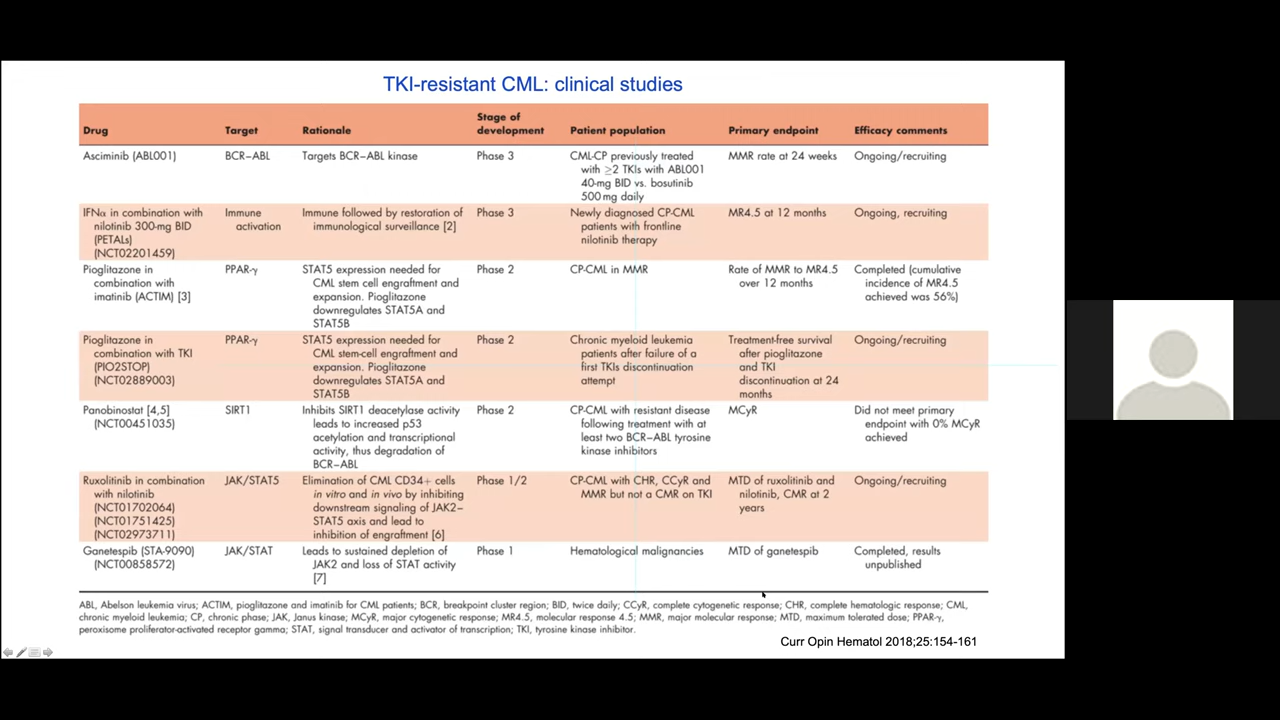 TKI-resistant CML: clinical studies
Drug Target Rationale Stage of development Patient population Primary endpoint Efficacy comments
Asciminib (ABL001) BCR–ABL Targets BCR–ABL kinase Phase 3 CML-CP previously treated with ≥2 TKIs with ABL001 40-mg BID vs. bosutinib 500 mg daily MMR rate at 24 weeks Ongoing/recruiting
IFNα in combination with nilotinib 300-mg BID (PETALs) (NCT02201459) Immune activation Immune followed by restoration of immunological surveillance [2] Phase 3 Newly diagnosed CP-CML patients with frontline nilotinib therapy MR4.5 at 12 months Ongoing, recruiting
Pioglitazone in combination with imatinib (ACTIM) [3] PPAR-γ STAT5 expression needed for CML stem cell engraftment and expansion. Pioglitazone downregulates STAT5A and STAT5B Phase 2 CP-CML in MMR Rate of MMR to MR4.5 over 12 months Completed (cumulative incidence of MR4.5 achieved was 56%)
Pioglitazone in combination with TKI (PIO2STOP) (NCT02889003) PPAR-γ STAT5 expression needed for CML stem-cell engraftment and expansion. Pioglitazone downregulates STAT5A and STAT5B Phase 2 Chronic myeloid leukemia patients after failure of a first TKIs discontinuation attempt Treatment-free survival after pioglitazone and TKI discontinuation at 24 months Ongoing/recruiting
Panobinostat [4,5] (NCT00451035) SIRT1 Inhibits SIRT1 deacetylase activity leads to increased p53 acetylation and transcriptional activity, thus degradation of BCR–ABL Phase 2 CP-CML with resistant disease following treatment with at least two BCR–ABL tyrosine kinase inhibitors MCyR Did not meet primary endpoint with 0% MCyR achieved
Ruxolitinib in combination with nilotinib (NCT01702064) (NCT01751425) (NCT02973711) JAK/STAT5 Elimination of CML CD34+ cells in vitro and in vivo by inhibiting downstream signaling of JAK2–STAT5 axis and lead to inhibition of engraftment [6] Phase 1/2 CP-CML with CHR, CCyR and MMR but not a CMR on TKI MTD of ruxolitinib and nilotinib, CMR at 2 years Ongoing/recruiting
Ganetespib (STA-9090) (NCT00858572) JAK/STAT Leads to sustained depletion of JAK2 and loss of STAT activity [7] Phase 1 Hematological malignancies MTD of ganetespib Completed, results unpublished
ABL, Abelson leukemia virus; ACTIM, pioglitazone and imatinib for CML patients; BCR, breakpoint cluster region; BID, twice daily; CCyR, complete cytogenetic response; CHR, complete hematologic response; CML,
chronic myeloid leukemia; CP, chronic phase; JAK, Janus kinase; MCyR, major cytogenetic response; MR4.5, molecular response 4.5; MMR, major molecular response; MTD, maximum tolerated dose; PPAR-γ,
peroxisome proliferator-activated receptor gamma; STAT, signal transducer and activator of transcription; TKI, tyrosine kinase inhibitor.
Curr Opin Hematol 2018;25:154-161